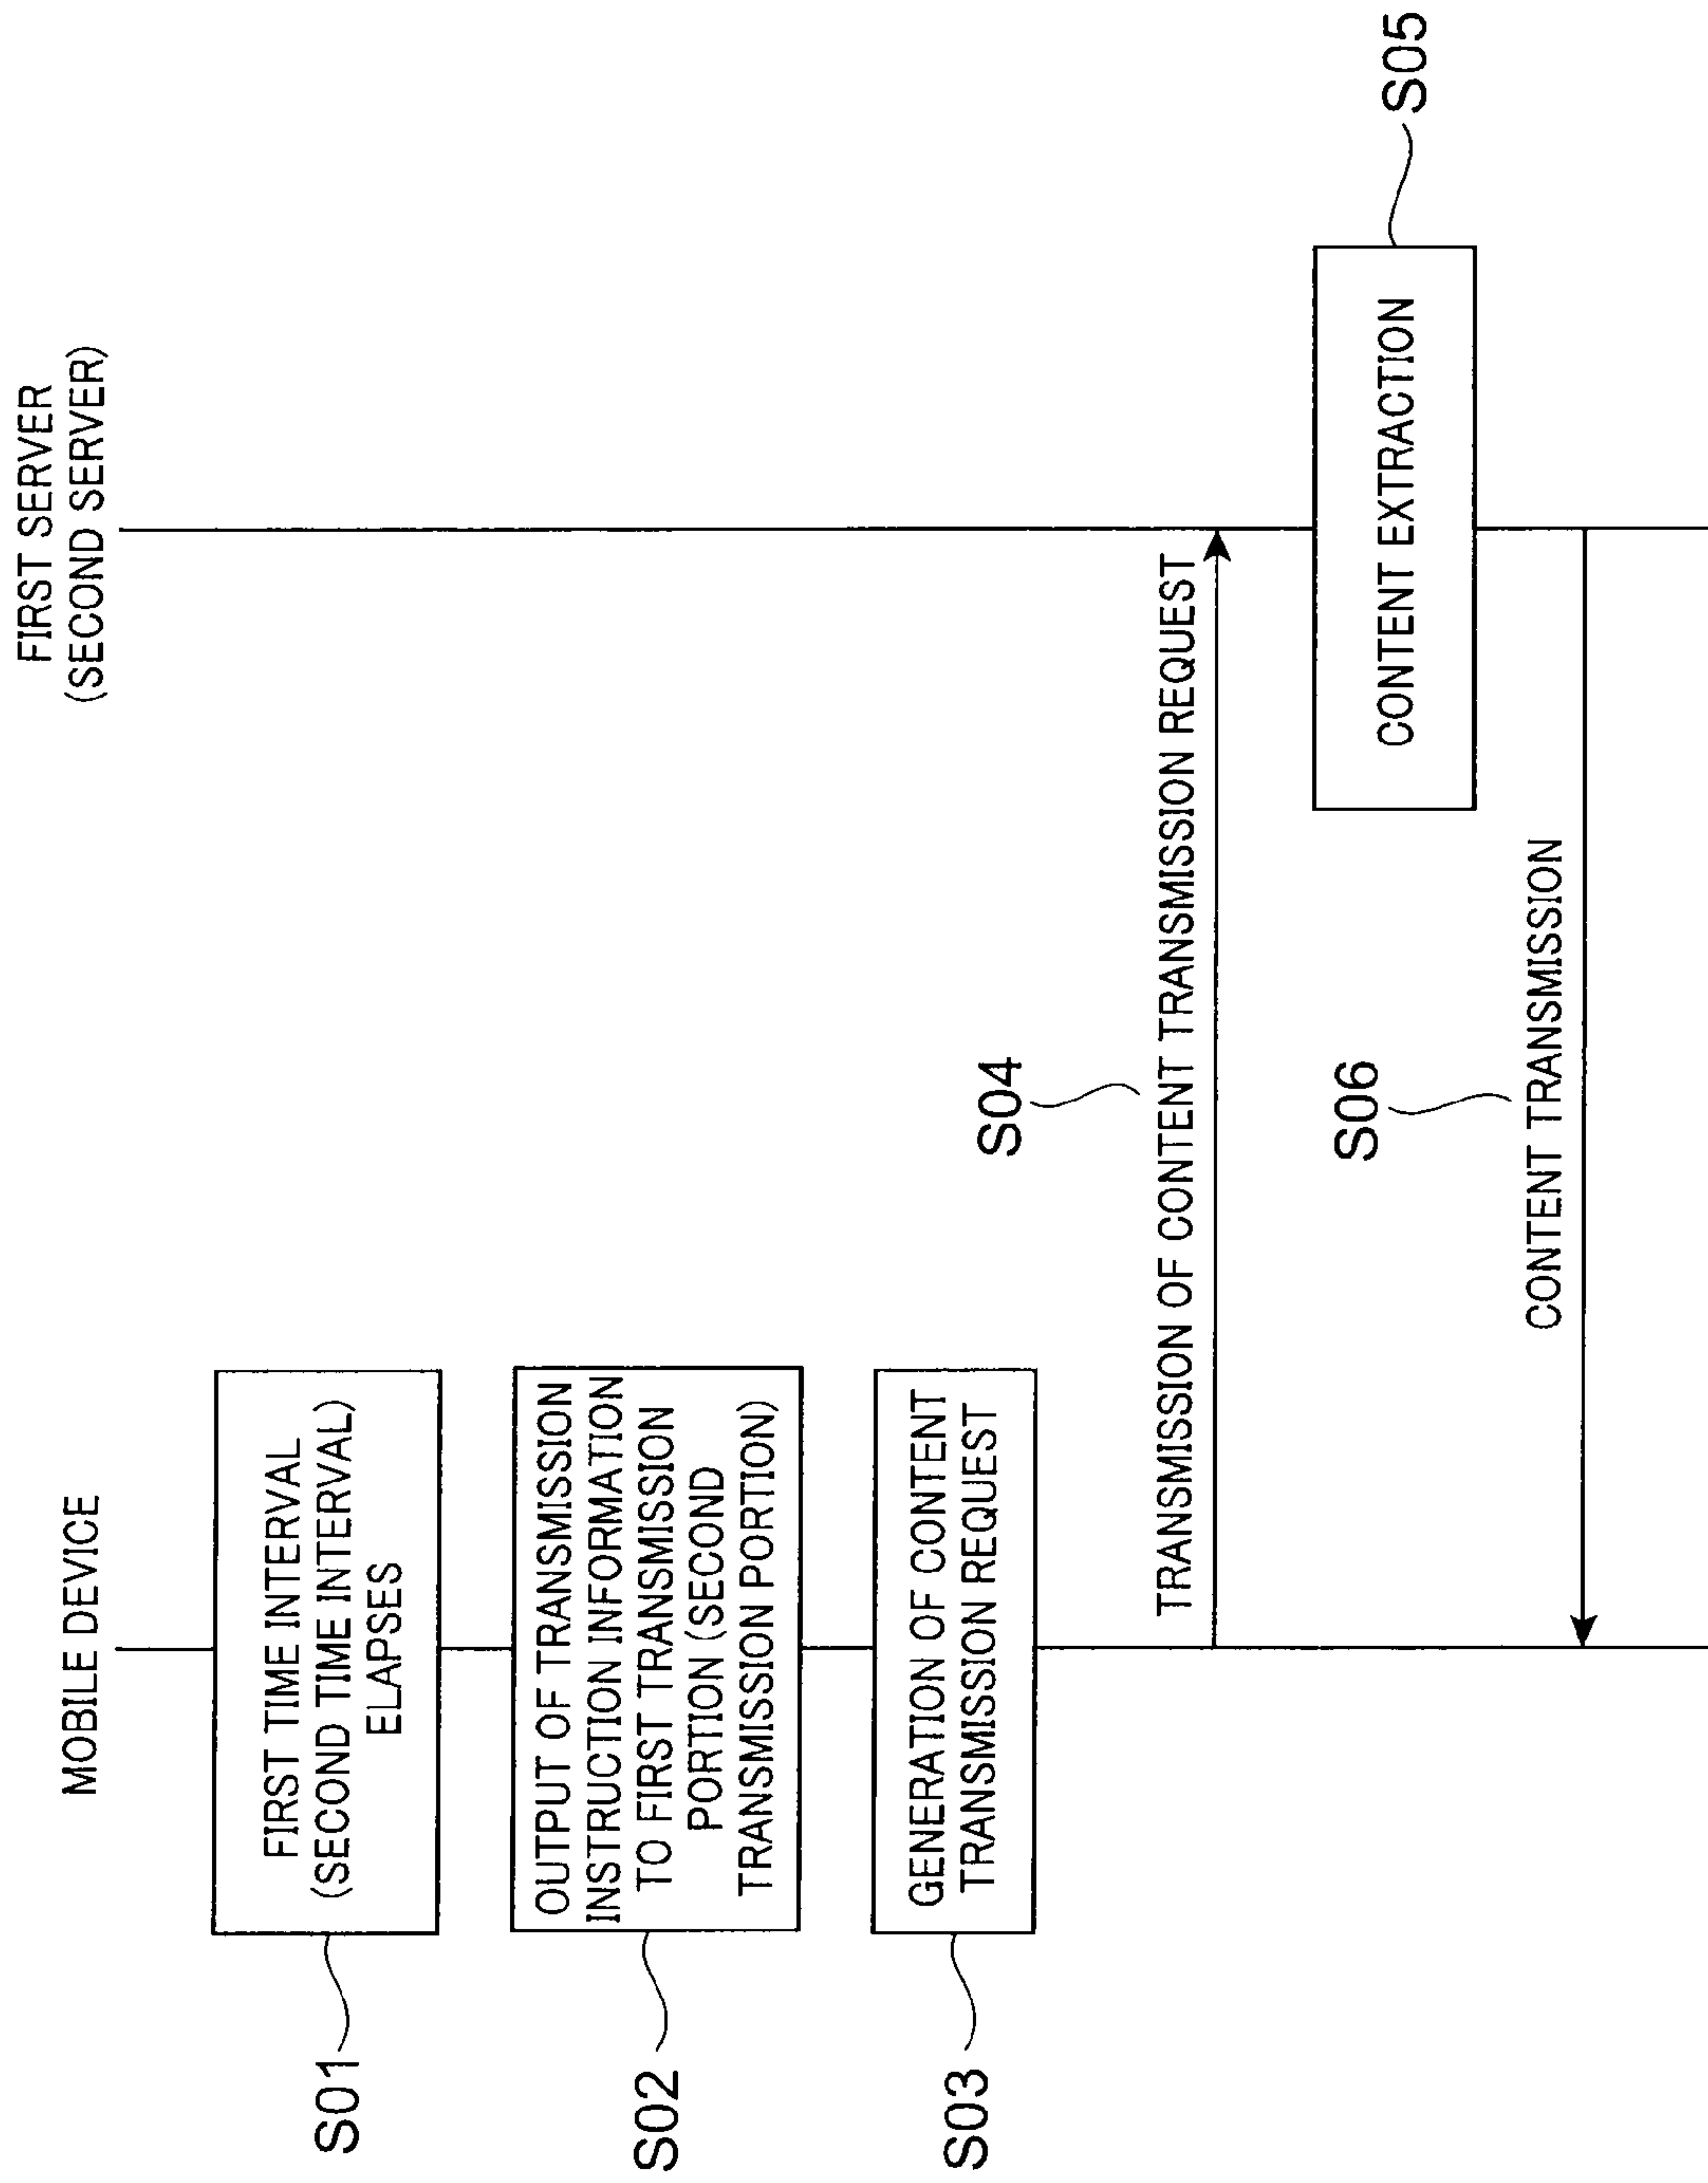 MOBILE DEVICE
FIRST SERVER
(SECOND SERVER)
S01
FIRST TIME INTERVAL
(SECOND TIME INTERVAL)
ELAPSES
S02
OUTPUT OF TRANSMISSION
INSTRUCTION INFORMATION
TO FIRST TRANSMISSION
PORTION (SECOND
TRANSMISSION PORTION)
S03
GENERATION OF CONTENT
TRANSMISSION REQUEST
S04
TRANSMISSION OF CONTENT TRANSMISSION REQUEST
CONTENT EXTRACTION
S05
S06
CONTENT TRANSMISSION